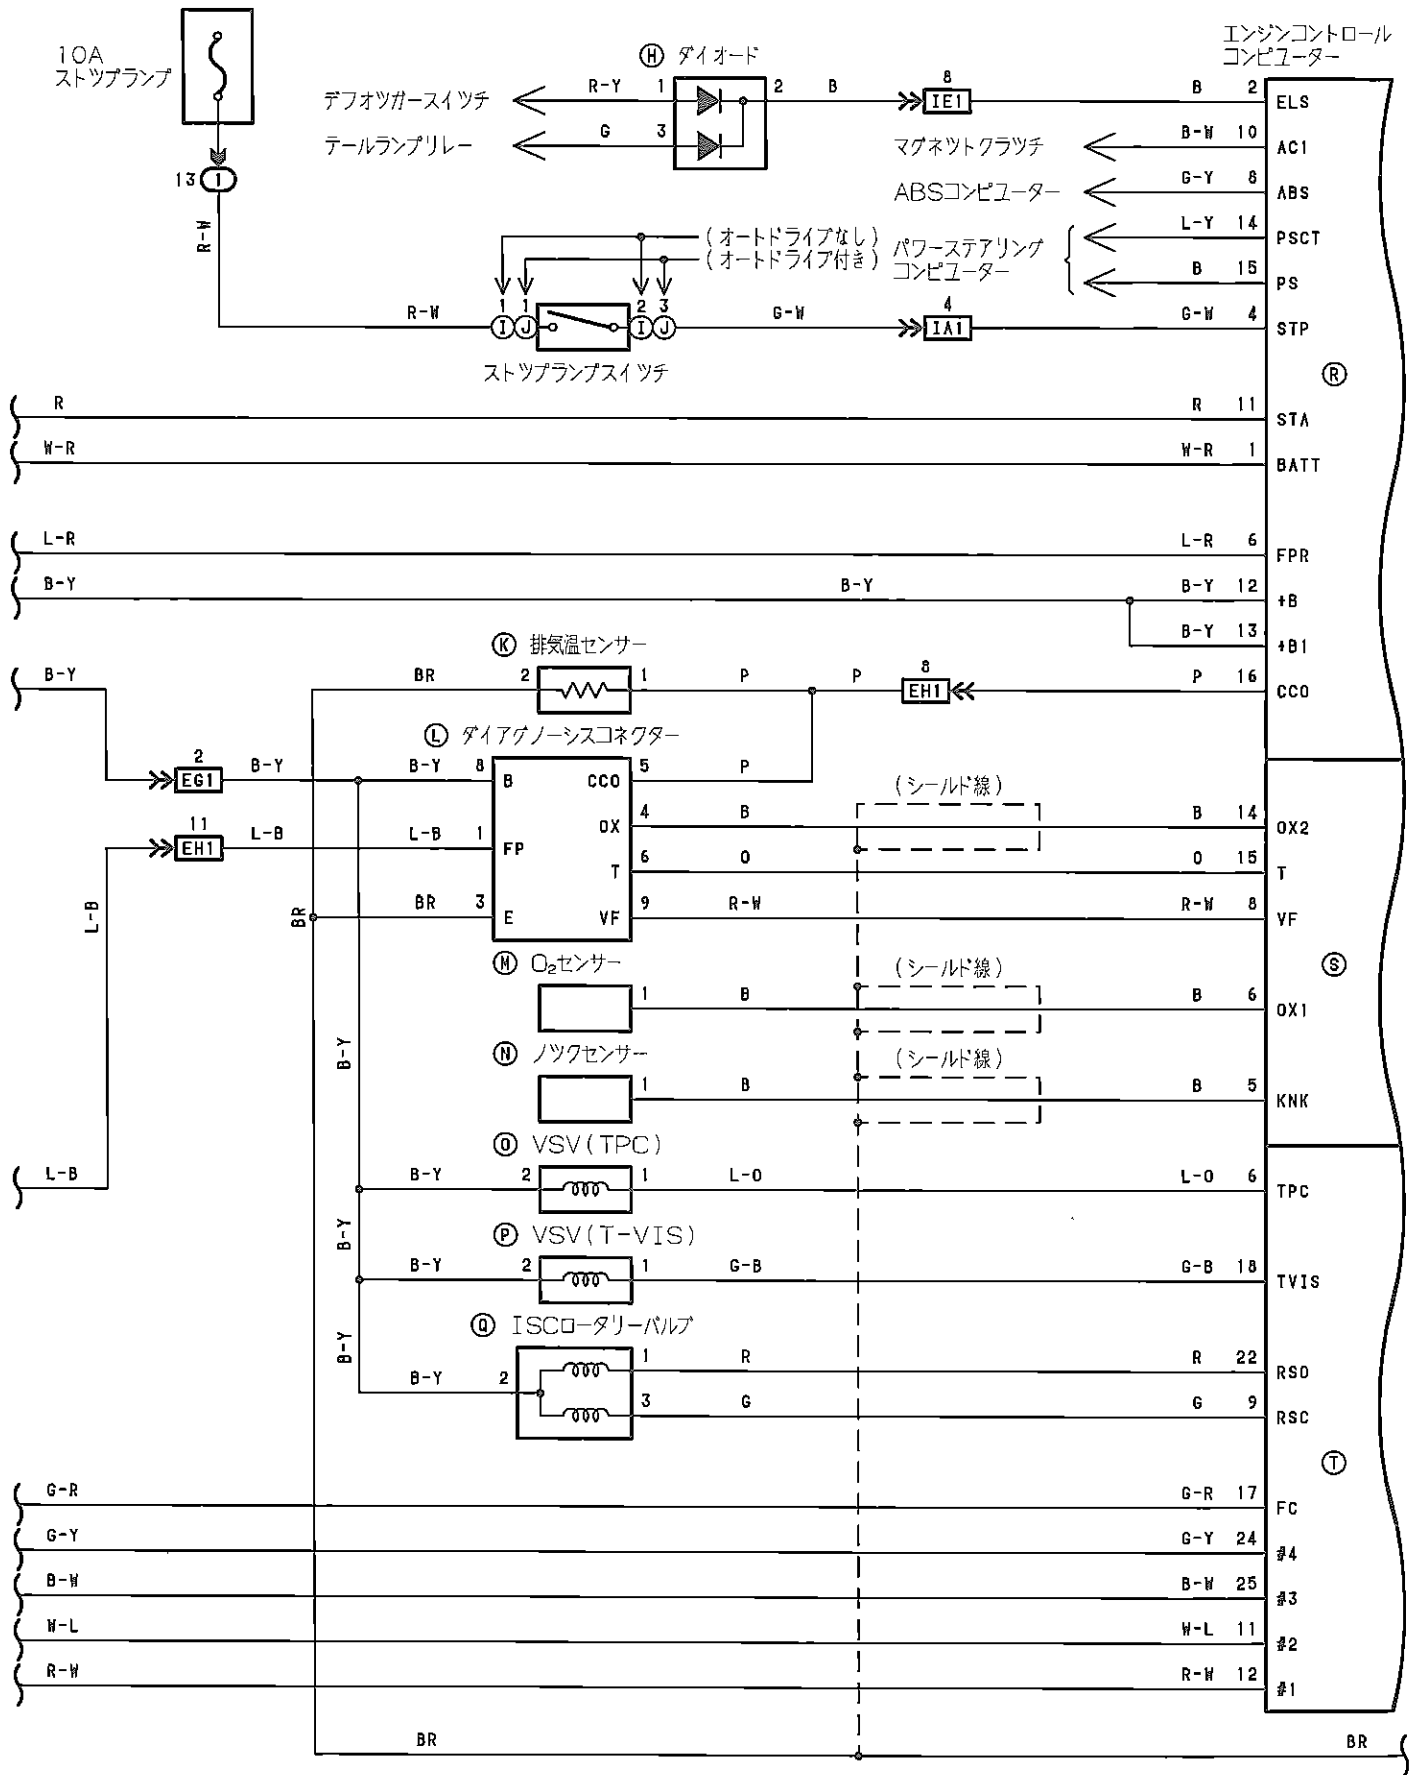 エンジンコントロール
コンピユーター
10A
ストツプランプ
Ⓗ ダイオード
デフオツガースイツチ R-Y 1 2 B 8 IE1 B 2 ELS
テールランプリレー G 3
マグネツトクラツチ B-W 10 AC1
ABSコンピユーター G-Y 8 ABS
13 1
R-W
(オートドライブなし)
(オートドライブ付き)
パワーステアリング
コンピユーター
L-Y 14 PSCT
B 15 PS
R-W 1 1 Ⓘ Ⓙ 2 3 Ⓘ Ⓙ G-W 4 IA1 G-W 4 STP
ストツプランプスイツチ
Ⓡ
R R 11 STA
W-R W-R 1 BATT
L-R L-R 6 FPR
B-Y B-Y B-Y 12 +B
B-Y 13 +B1
Ⓚ 排気温センサー
B-Y BR 2 1 P P 8 EH1 P 16 CCO
Ⓛ ダイアグノーシスコネクター
2 EG1 B-Y B-Y 8 B CCO 5 P
(シールド線)
OX 4 B B 14 OX2
11 EH1 L-B L-B 1 FP
T 6 O O 15 T
L-B
BR BR 3 E VF 9 R-W R-W 8 VF
Ⓜ O₂センサー
(シールド線)
Ⓢ
1 B B 6 OX1
B-Y
Ⓝ ノツクセンサー
(シールド線)
1 B B 5 KNK
Ⓞ VSV(TPC)
L-B B-Y 2 1 L-O L-O 6 TPC
B-Y
Ⓟ VSV(T-VIS)
B-Y 2 1 G-B G-B 18 TVIS
Ⓠ ISCロータリーバルブ
B-Y
B-Y 2 1 R R 22 RSO
3 G G 9 RSC
Ⓣ
G-R G-R 17 FC
G-Y G-Y 24 #4
B-W B-W 25 #3
W-L W-L 11 #2
R-W R-W 12 #1
BR BR